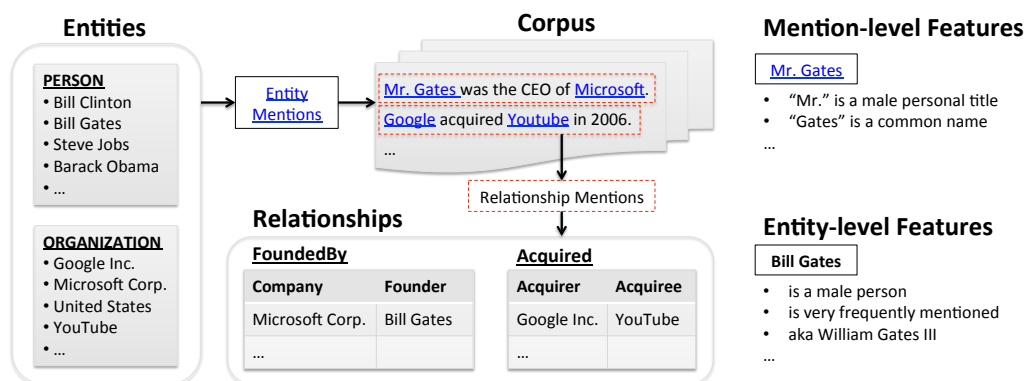 Entities
PERSON
• Bill Clinton
• Bill Gates
• Steve Jobs
• Barack Obama
• ...
ORGANIZATION
• Google Inc.
• Microsoft Corp.
• United States
• YouTube
• ...
Entity
Mentions
Corpus
Mr. Gates was the CEO of Microsoft.
Google acquired Youtube in 2006.
...
Relationship Mentions
Relationships
FoundedBy
Company Founder
Microsoft Corp. Bill Gates
...
Acquired
Acquirer Acquiree
Google Inc. YouTube
...
Mention-level Features
Mr. Gates
• “Mr.” is a male personal title
• “Gates” is a common name
...
Entity-level Features
Bill Gates
• is a male person
• is very frequently mentioned
• aka William Gates III
...